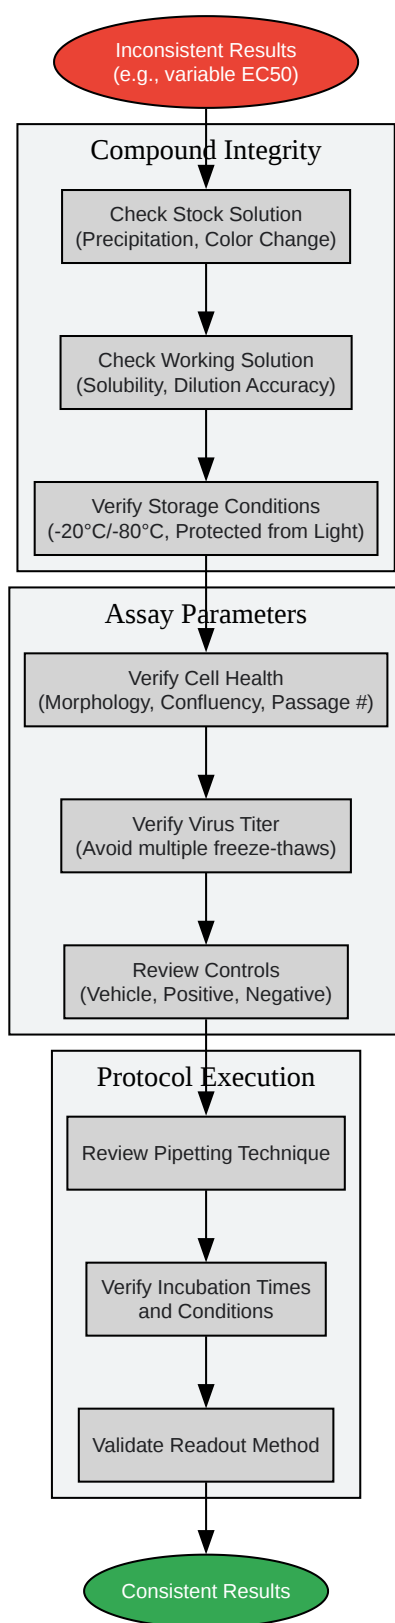 Inconsistent Results
(e.g., variable EC50)
Compound Integrity
Check Stock Solution
(Precipitation, Color Change)
Check Working Solution
(Solubility, Dilution Accuracy)
Verify Storage Conditions
(-20°C/-80°C, Protected from Light)
Assay Parameters
Verify Cell Health
(Morphology, Confluency, Passage #)
Verify Virus Titer
(Avoid multiple freeze-thaws)
Review Controls
(Vehicle, Positive, Negative)
Protocol Execution
Review Pipetting Technique
Verify Incubation Times
and Conditions
Validate Readout Method
Consistent Results